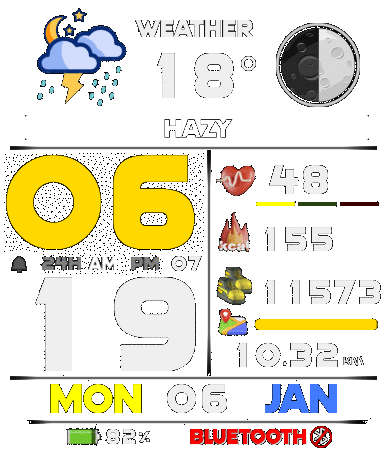 WEATHER
18°
HAZY
06
48
KCAL
155
24H AM PM 07
19
11573
10.32 KM
MON 06 JAN
82% BLUETOOTH